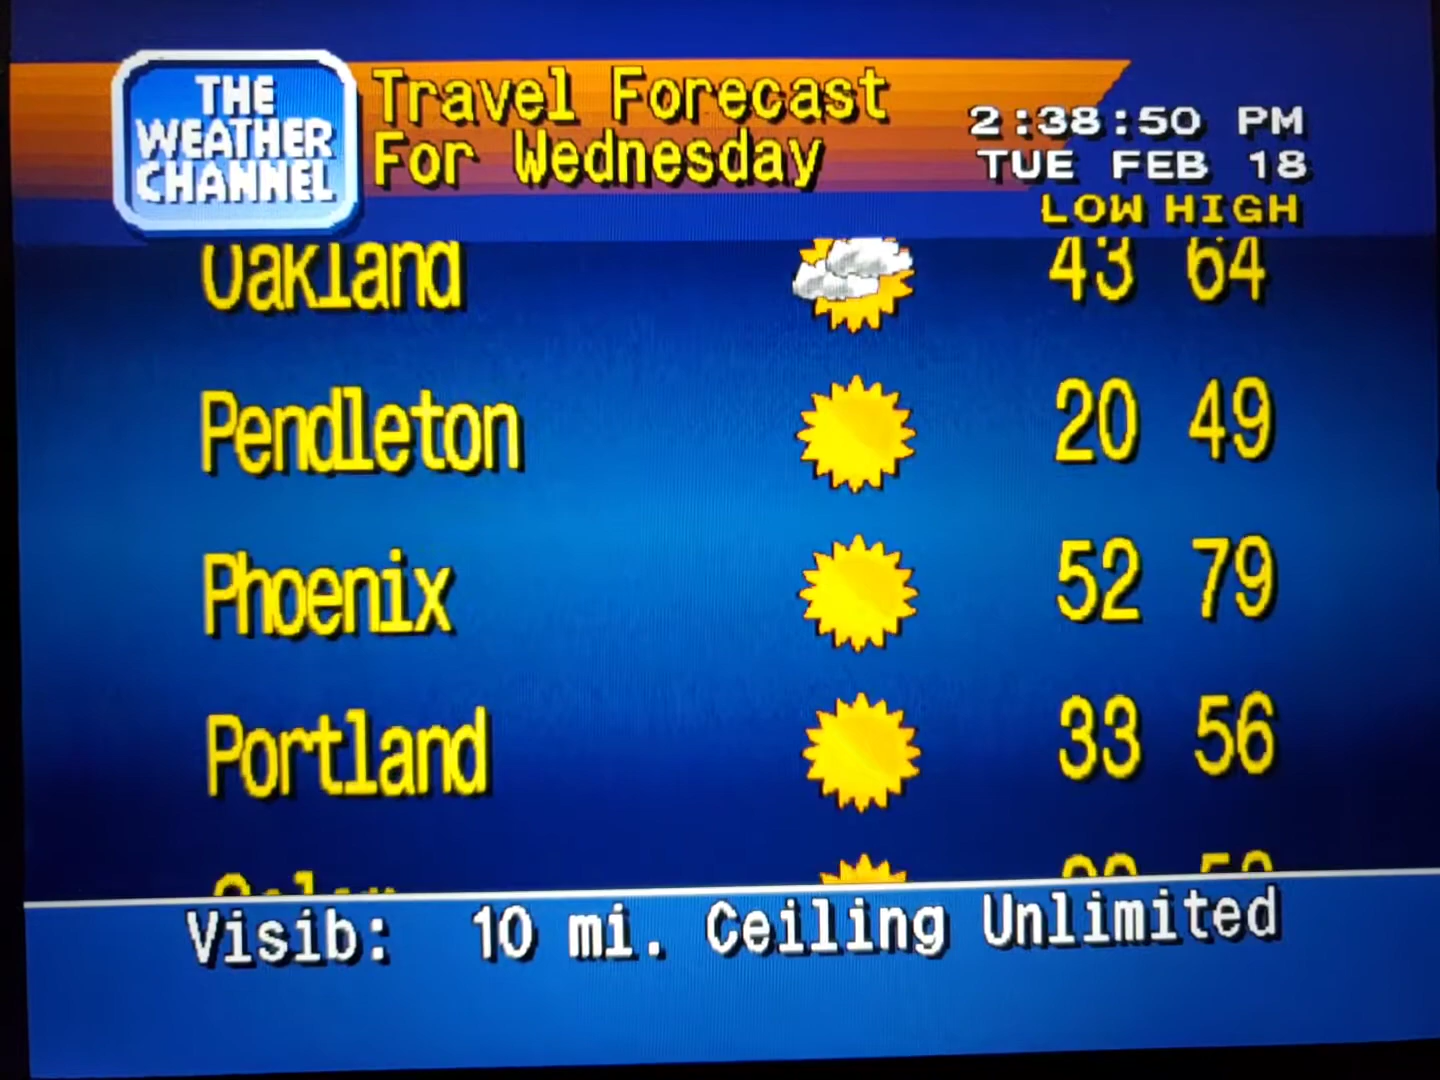 THE
WEATHER
CHANNEL
Travel Forecast
For Wednesday
2:38:50 PM
TUE FEB 18
LOW HIGH
Oakland 43 64
Pendleton 20 49
Phoenix 52 79
Portland 33 56
Visib: 10 mi. Ceiling Unlimited